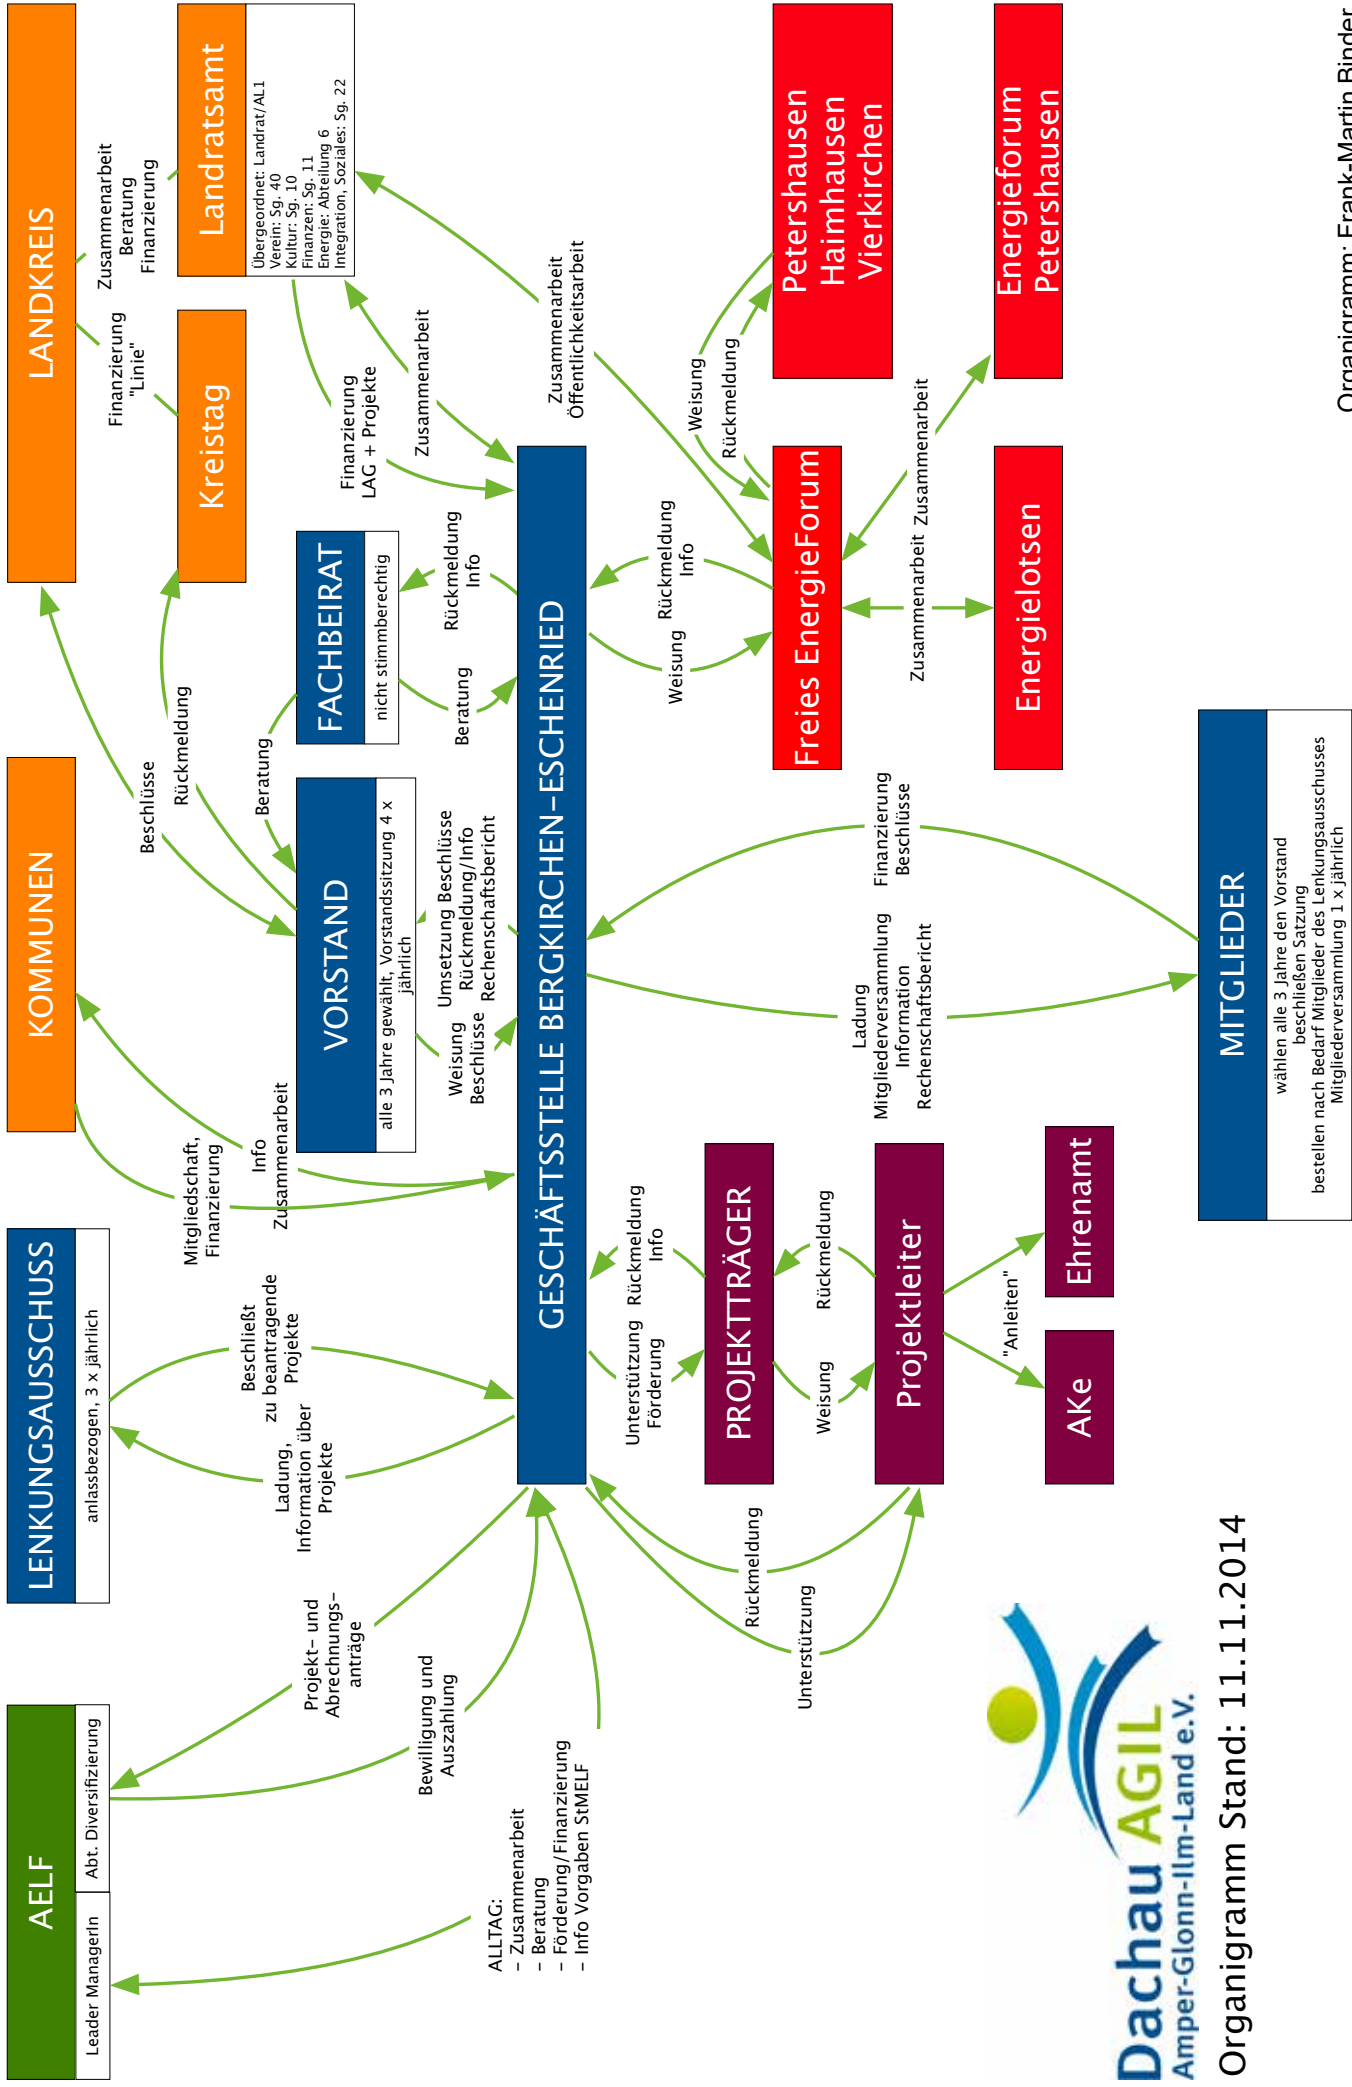 AELF
Leader ManagerIn
Abt. Diversifizierung
LENKUNGSAUSSCHUSS
anlassbezogen, 3 x jährlich
KOMMUNEN
LANDKREIS
Zusammenarbeit
Beratung
Finanzierung
Finanzierung
"Linie"
Kreistag
Landratsamt
Übergeordnet: Landrat/AL1
Verein: Sg. 40
Kultur: Sg. 10
Finanzen: Sg. 11
Energie: Abteilung 6
Integration, Soziales: Sg. 22
Beschlüsse
Rückmeldung
Mitgliedschaft,
Finanzierung
Info
Zusammenarbeit
Beschließt
zu beantragende
Projekte
Ladung,
Information über
Projekte
Projekt- und
Abrechnungs-
anträge
Bewilligung und
Auszahlung
ALLTAG:
- Zusammenarbeit
- Beratung
- Förderung/Finanzierung
- Info Vorgaben StMELF
VORSTAND
alle 3 Jahre gewählt, Vorstandssitzung 4 x
jährlich
Beratung
FACHBEIRAT
nicht stimmberechtig
Weisung
Beschlüsse
Umsetzung Beschlüsse
Rückmeldung/Info
Rechenschaftsbericht
Beratung
Rückmeldung
Info
Finanzierung
LAG + Projekte
Zusammenarbeit
Zusammenarbeit
Öffentlichkeitsarbeit
GESCHÄFTSSTELLE BERGKIRCHEN-ESCHENRIED
Unterstützung
Förderung
Rückmeldung
Info
Weisung
Rückmeldung
Info
Weisung
Rückmeldung
PROJEKTTRÄGER
Freies EnergieForum
Petershausen
Haimhausen
Vierkirchen
Rückmeldung
Unterstützung
Weisung
Rückmeldung
Ladung
Mitgliederversammlung
Information
Rechenschaftsbericht
Finanzierung
Beschlüsse
Zusammenarbeit
Zusammenarbeit
Projektleiter
"Anleiten"
Energielotsen
Energieforum
Petershausen
AKe
Ehrenamt
MITGLIEDER
wählen alle 3 Jahre den Vorstand
beschließen Satzung
bestellen nach Bedarf Mitglieder des Lenkungsausschusses
Mitgliederversammlung 1 x jährlich
Dachau AGIL
Amper-Glonn-Ilm-Land e.V.
Organigramm Stand: 11.11.2014
Organigramm: Frank-Martin Binder